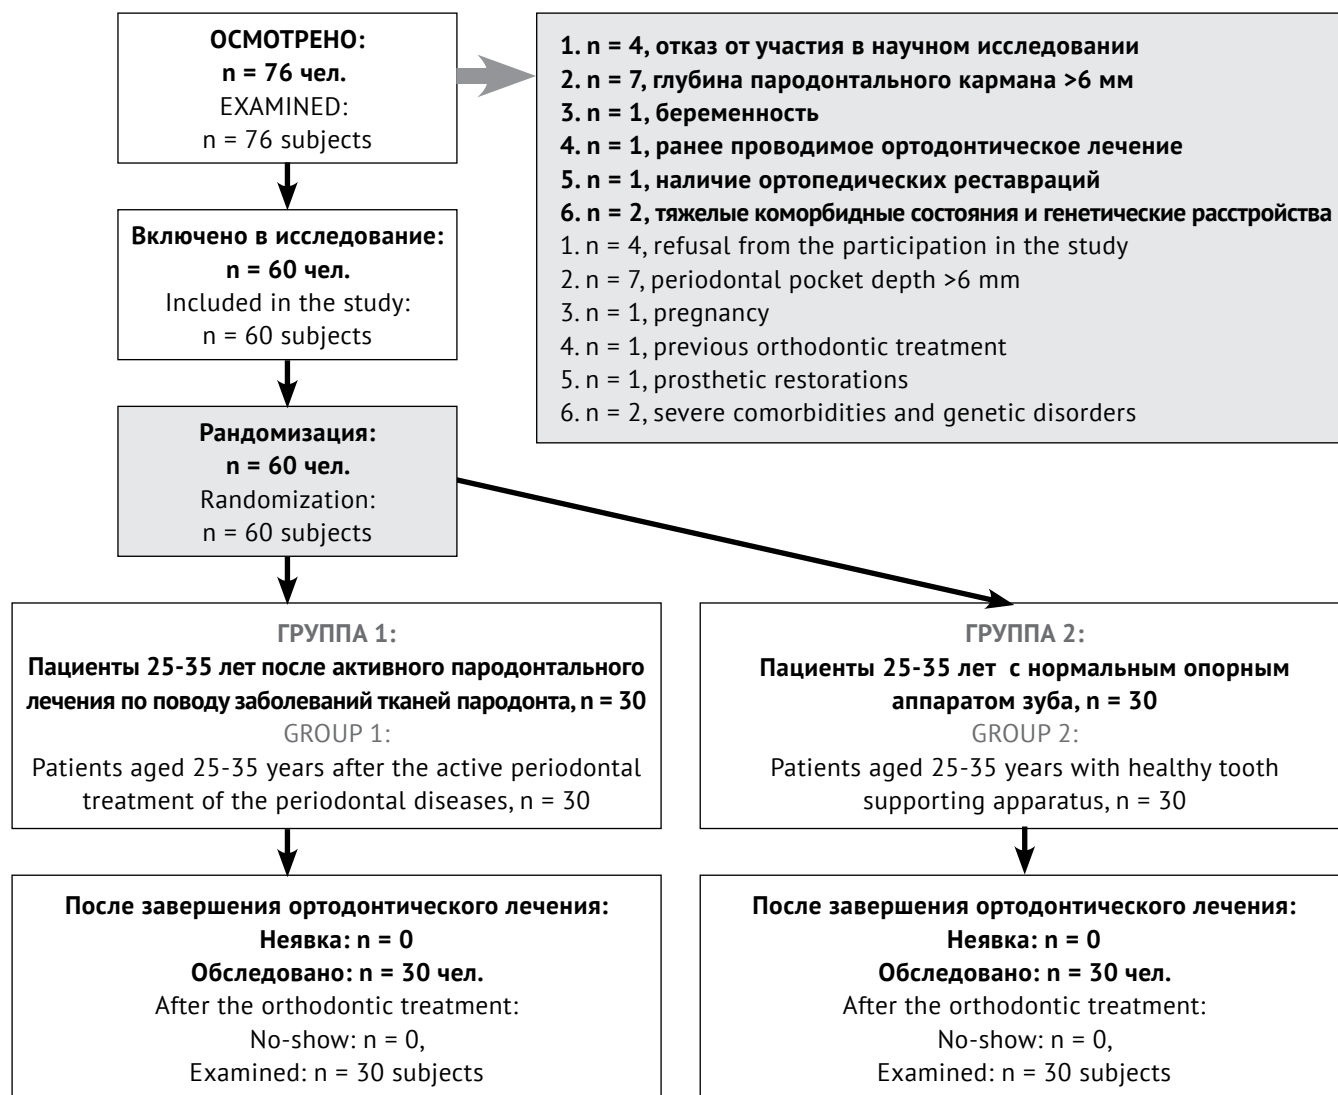 ОСМОТРЕНО:
n = 76 чел.
EXAMINED:
n = 76 subjects
1. n = 4, отказ от участия в научном исследовании
2. n = 7, глубина пародонтального кармана >6 мм
3. n = 1, беременность
4. n = 1, ранее проводимое ортодонтическое лечение
5. n = 1, наличие ортопедических реставраций
6. n = 2, тяжелые коморбидные состояния и генетические расстройства
1. n = 4, refusal from the participation in the study
2. n = 7, periodontal pocket depth >6 mm
3. n = 1, pregnancy
4. n = 1, previous orthodontic treatment
5. n = 1, prosthetic restorations
6. n = 2, severe comorbidities and genetic disorders
Включено в исследование:
n = 60 чел.
Included in the study:
n = 60 subjects
Рандомизация:
n = 60 чел.
Randomization:
n = 60 subjects
ГРУППА 1:
Пациенты 25-35 лет после активного пародонтального
лечения по поводу заболеваний тканей пародонта, n = 30
GROUP 1:
Patients aged 25-35 years after the active periodontal
treatment of the periodontal diseases, n = 30
ГРУППА 2:
Пациенты 25-35 лет с нормальным опорным
аппаратом зуба, n = 30
GROUP 2:
Patients aged 25-35 years with healthy tooth
supporting apparatus, n = 30
После завершения ортодонтического лечения:
Неявка: n = 0
Обследовано: n = 30 чел.
After the orthodontic treatment:
No-show: n = 0,
Examined: n = 30 subjects
После завершения ортодонтического лечения:
Неявка: n = 0
Обследовано: n = 30 чел.
After the orthodontic treatment:
No-show: n = 0,
Examined: n = 30 subjects